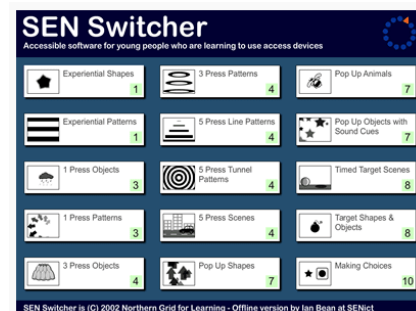 SEN Switcher
Accessible software for young people who are learning to use access devices
Experiential Shapes
1
3 Press Patterns
4
Pop Up Animals
7
Experiential Patterns
1
5 Press Line Patterns
4
Pop Up Objects with
Sound Cues
7
1 Press Objects
3
5 Press Tunnel
Patterns
4
Timed Target Scenes
8
1 Press Patterns
3
5 Press Scenes
4
Target Shapes &
Objects
8
3 Press Objects
4
Pop Up Shapes
7
Making Choices
10
SEN Switcher is (C) 2002 Northern Grid for Learning - Offline version by Ian Bean at SENict